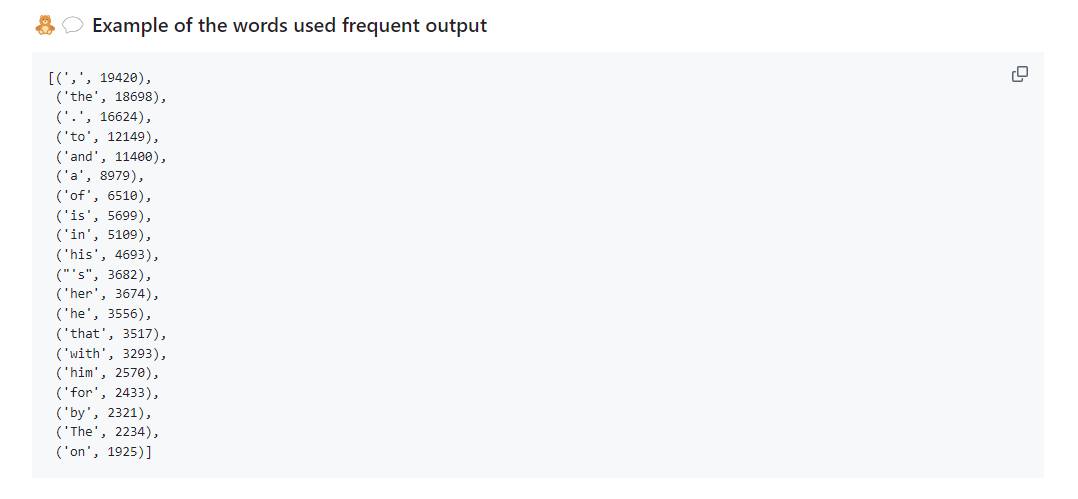 Example of the words used frequent output
[(',', 19420),
('the', 18698),
('.', 16624),
('to', 12149),
('and', 11400),
('a', 8979),
('of', 6510),
('is', 5699),
('in', 5109),
('his', 4693),
("'s", 3682),
('her', 3674),
('he', 3556),
('that', 3517),
('with', 3293),
('him', 2570),
('for', 2433),
('by', 2321),
('The', 2234),
('on', 1925)]